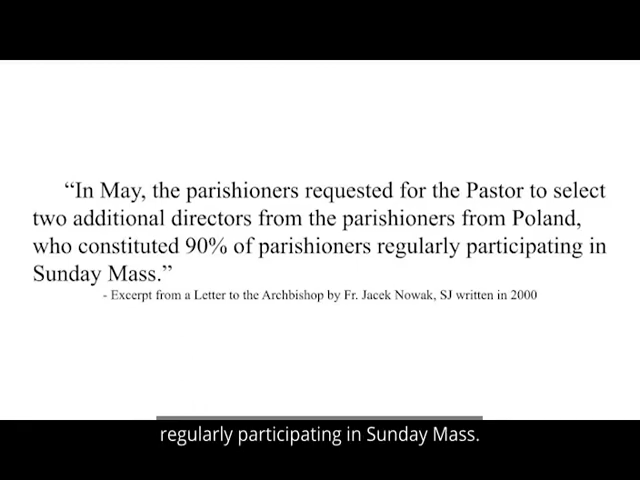 “In May, the parishioners requested for the Pastor to select
two additional directors from the parishioners from Poland,
who constituted 90% of parishioners regularly participating in
Sunday Mass.”
- Excerpt from a Letter to the Archbishop by Fr. Jacek Nowak, SJ written in 2000
regularly participating in Sunday Mass.